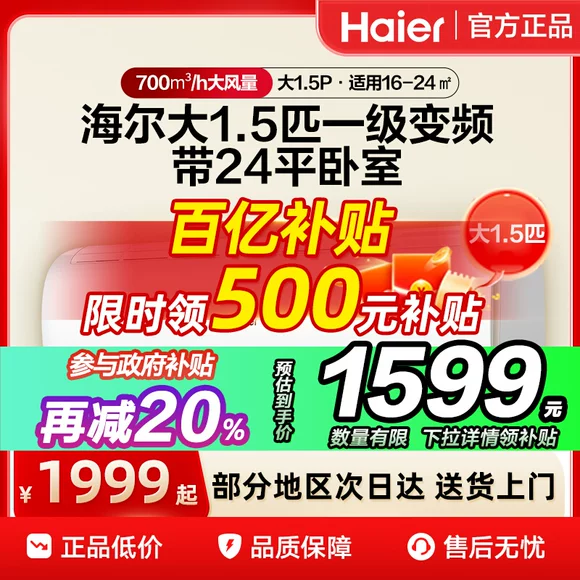 Haier 官方正品
700m³/h大风量 大1.5P·适用16-24㎡
海尔大1.5匹一级变频
带24平卧室
百亿补贴
大1.5匹
限时领500元补贴
参与政府补贴
再减20%
预估到手价
1599元
数量有限 下拉详情领补贴
¥1999起
部分地区次日达 送货上门
正品低价 品质保障 售后无忧